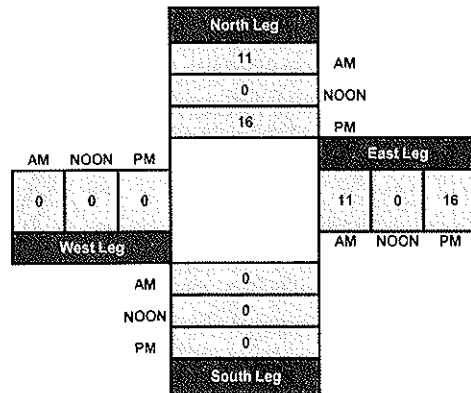 North Leg
11 AM
0 NOON
16 PM
East Leg
AM NOON PM
0 0 0
11 0 16
West Leg
AM NOON PM
AM 0
NOON 0
PM 0
South Leg